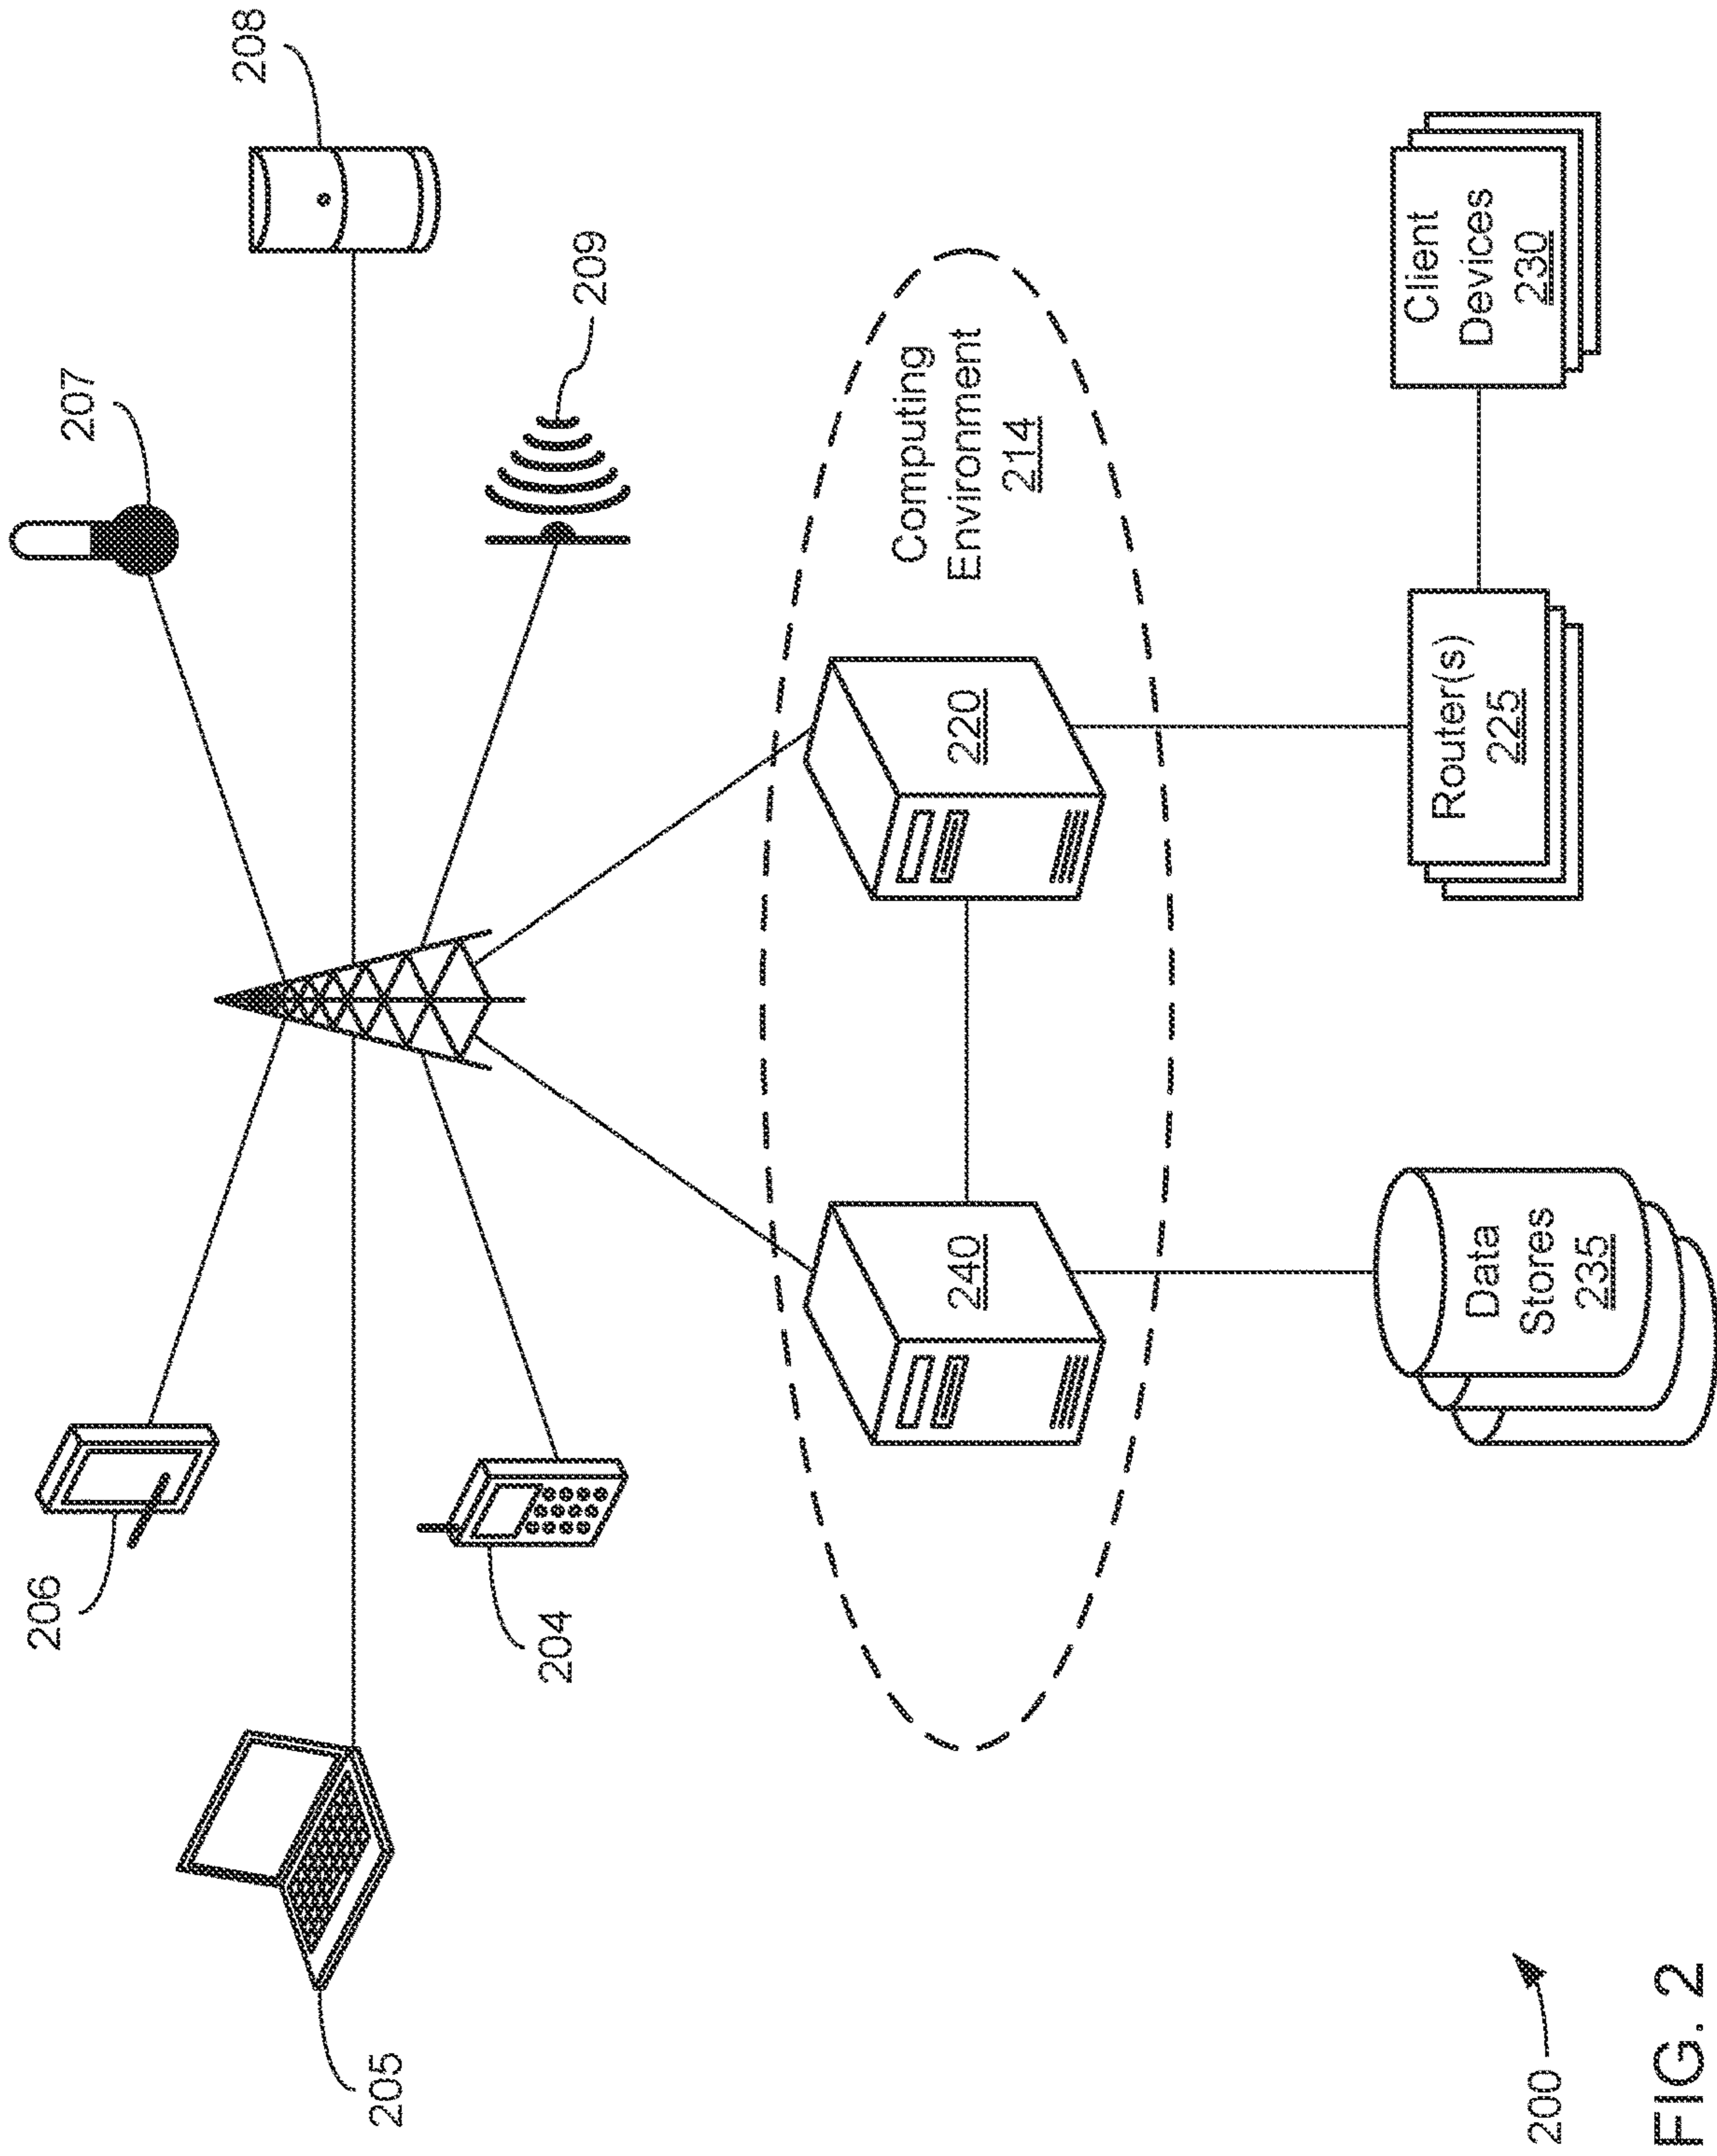 206
207
205
208
204
209
Computing
Environment
214
240
220
Data
Stores
235
Router(s)
225
Client
Devices
230
200
FIG. 2